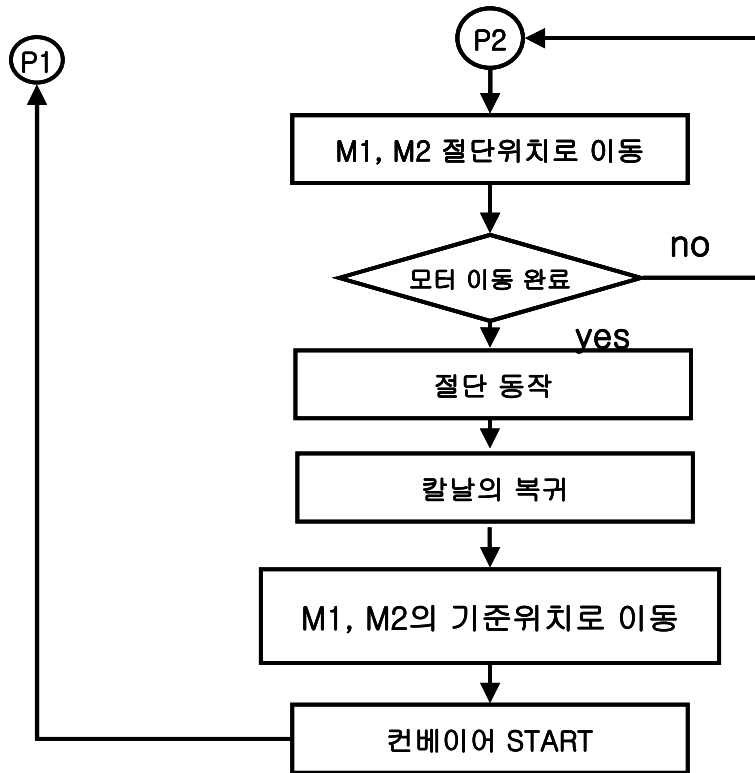 P1
P2
M1, M2 절단위치로 이동
no
모터 이동 완료
yes
절단 동작
칼날의 복귀
M1, M2의 기준위치로 이동
컨베이어 START